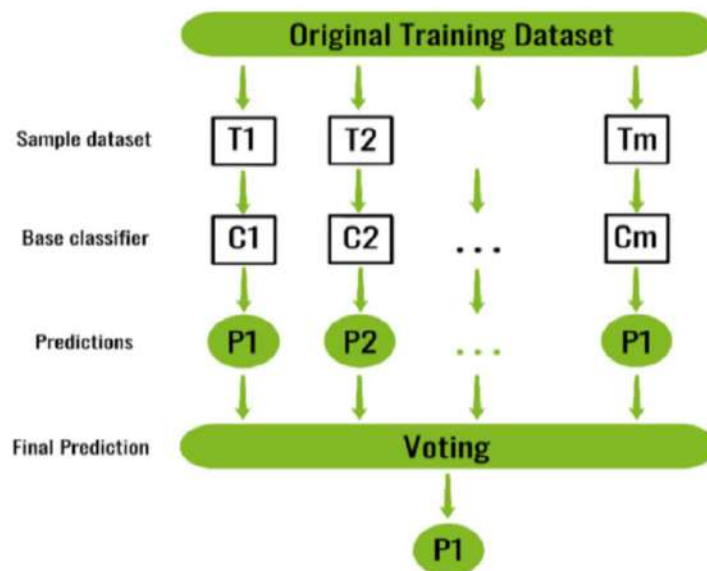 Original Training Dataset
Sample dataset T1 T2 Tm
Base classifier C1 C2 ... Cm
Predictions P1 P2 ... P1
Final Prediction Voting
P1